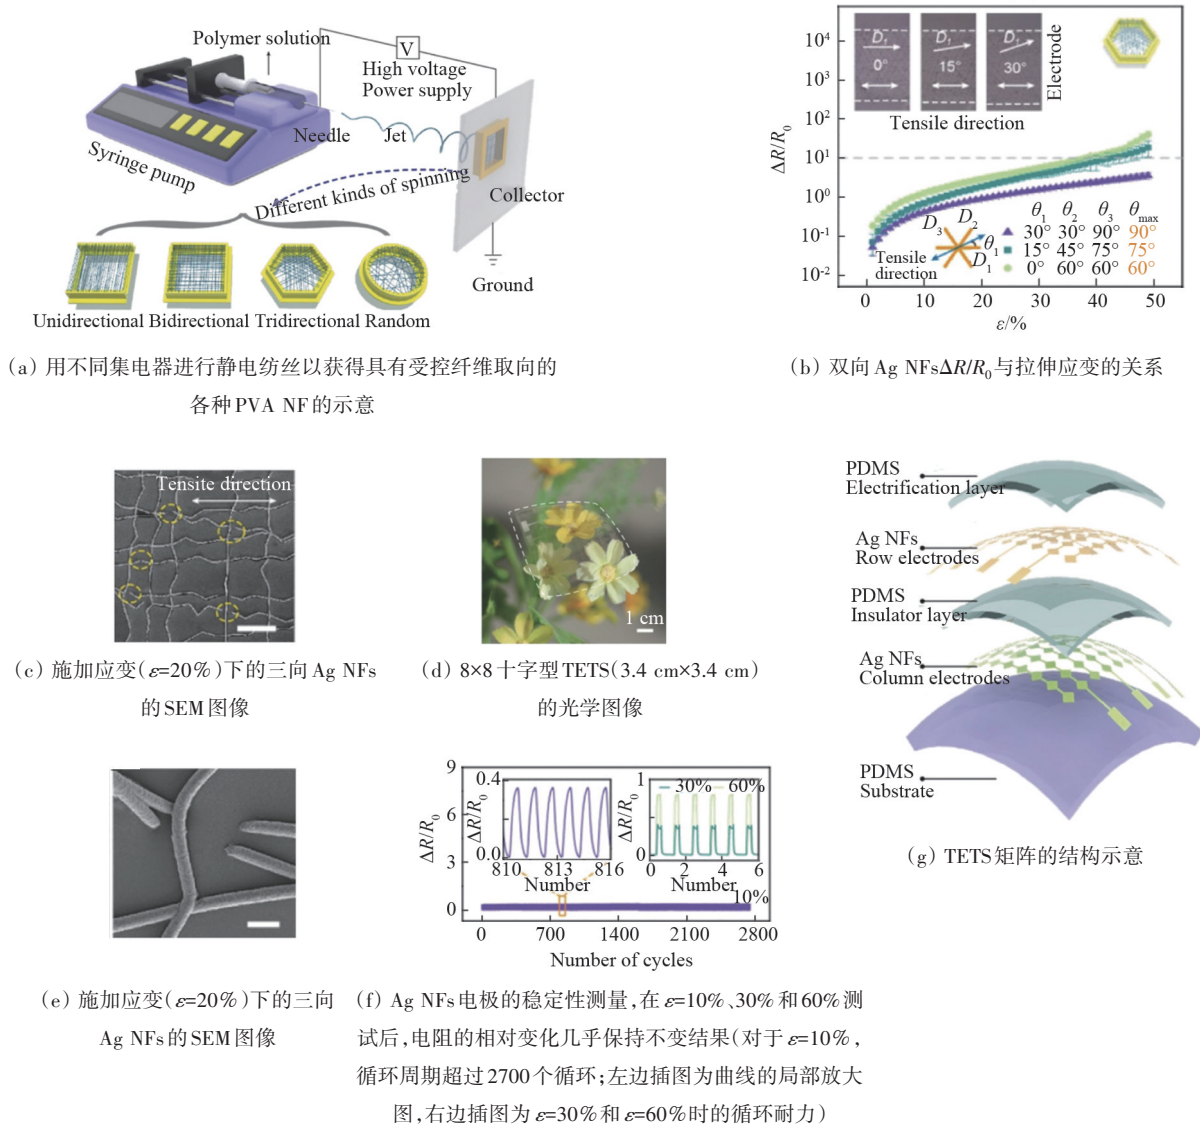 Polymer solution
V
High voltage
Power supply
Needle
Jet
Syringe pump
Different kinds of spinning
Collector
Ground
Unidirectional Bidirectional Tridirectional Random
(a) 用不同集电器进行静电纺丝以获得具有受控纤维取向的
各种PVA NF的示意
10⁴
10³
10²
10¹
10⁰
10⁻¹
10⁻²
ΔR/R₀
D₁ D₁ D₁
0° 15° 30°
Electrode
Tensile direction
D₃ D₂
θ₁
D₁
Tensile
direction
θ₁ θ₂ θ₃ θmax
30° 30° 90° 90°
15° 45° 75° 75°
0° 60° 60° 60°
0 10 20 30 40 50
ε/%
(b) 双向Ag NFsΔR/R₀与拉伸应变的关系
Tensite direction
(c) 施加应变(ε=20%)下的三向Ag NFs
的SEM图像
1 cm
(d) 8×8十字型TETS(3.4 cm×3.4 cm)
的光学图像
(e) 施加应变(ε=20%)下的三向
Ag NFs的SEM图像
9
6
3
0
ΔR/R₀
0.4
0.0
ΔR/R₀
810 813 816
Number
1
0
ΔR/R₀
30% 60%
0 2 4 6
Number
10%
0 700 1400 2100 2800
Number of cycles
(f) Ag NFs电极的稳定性测量,在ε=10%、30%和60%测
试后,电阻的相对变化几乎保持不变结果(对于ε=10%,
循环周期超过2700个循环;左边插图为曲线的局部放大
图,右边插图为ε=30%和ε=60%时的循环耐力)
PDMS
Electrification layer
Ag NFs
Row electrodes
PDMS
Insulator layer
Ag NFs
Column electrodes
PDMS
Substrate
(g) TETS矩阵的结构示意